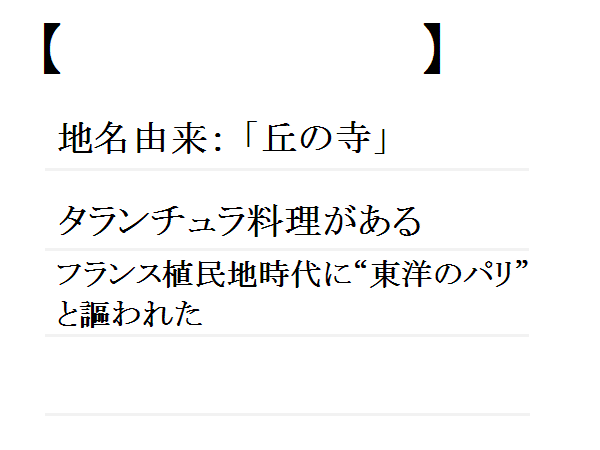 【　　　　　　　　　】
地名由来：「丘の寺」
タランチュラ料理がある
フランス植民地時代に“東洋のパリ”
と謳われた